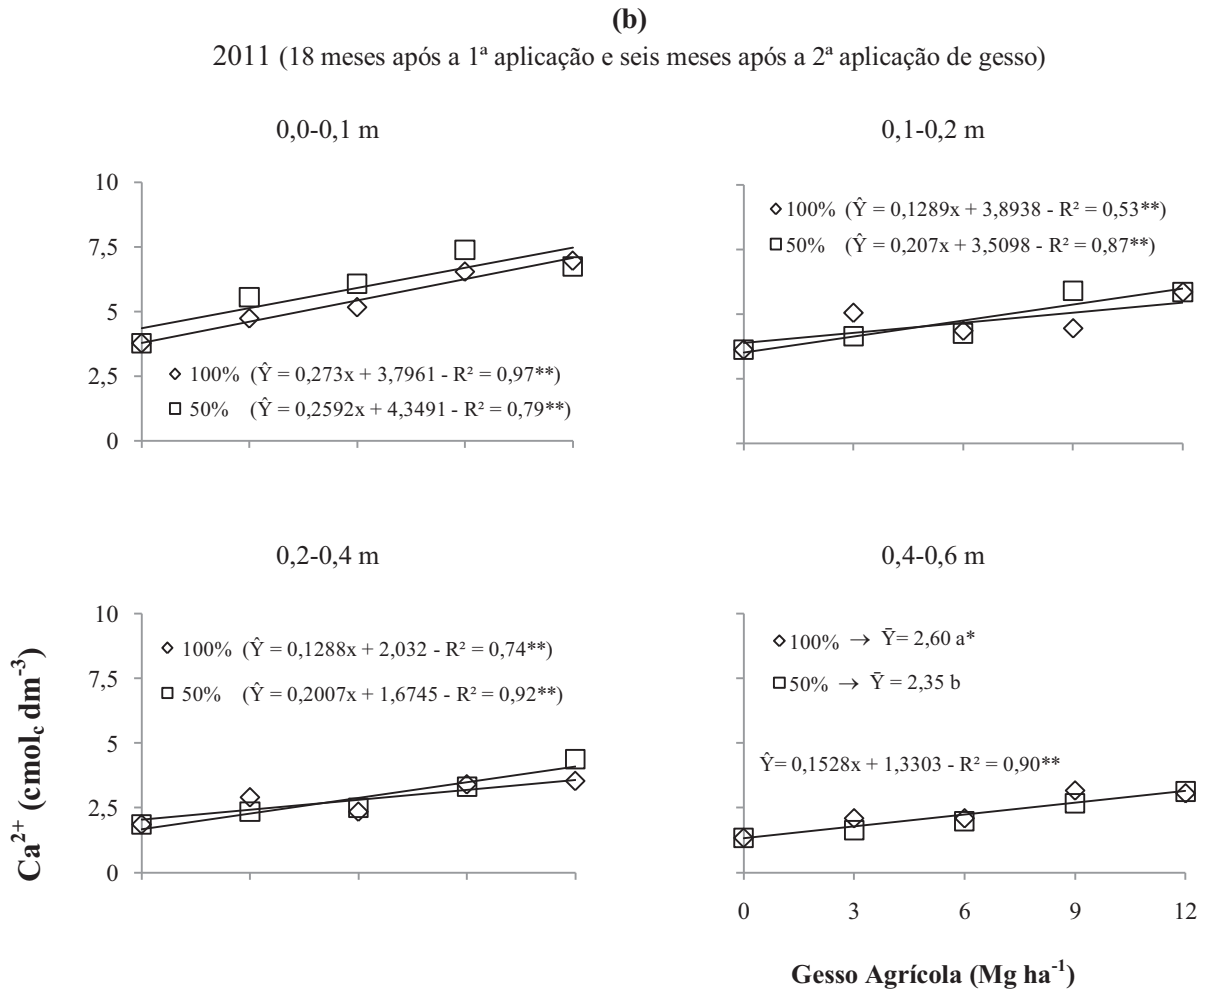 (b)
2011 (18 meses após a 1ª aplicação e seis meses após a 2ª aplicação de gesso)
0,0-0,1 m
10
7,5
5
2,5
0
100% (Ŷ = 0,273x + 3,7961 - R² = 0,97**)
50% (Ŷ = 0,2592x + 4,3491 - R² = 0,79**)
0,1-0,2 m
100% (Ŷ = 0,1289x + 3,8938 - R² = 0,53**)
50% (Ŷ = 0,207x + 3,5098 - R² = 0,87**)
0,2-0,4 m
10
7,5
5
2,5
0
100% (Ŷ = 0,1288x + 2,032 - R² = 0,74**)
50% (Ŷ = 0,2007x + 1,6745 - R² = 0,92**)
0,4-0,6 m
100% → Ȳ= 2,60 a*
50% → Ȳ = 2,35 b
Ŷ= 0,1528x + 1,3303 - R² = 0,90**
0 3 6 9 12
Ca²⁺ (cmol꜀ dm⁻³)
Gesso Agrícola (Mg ha⁻¹)